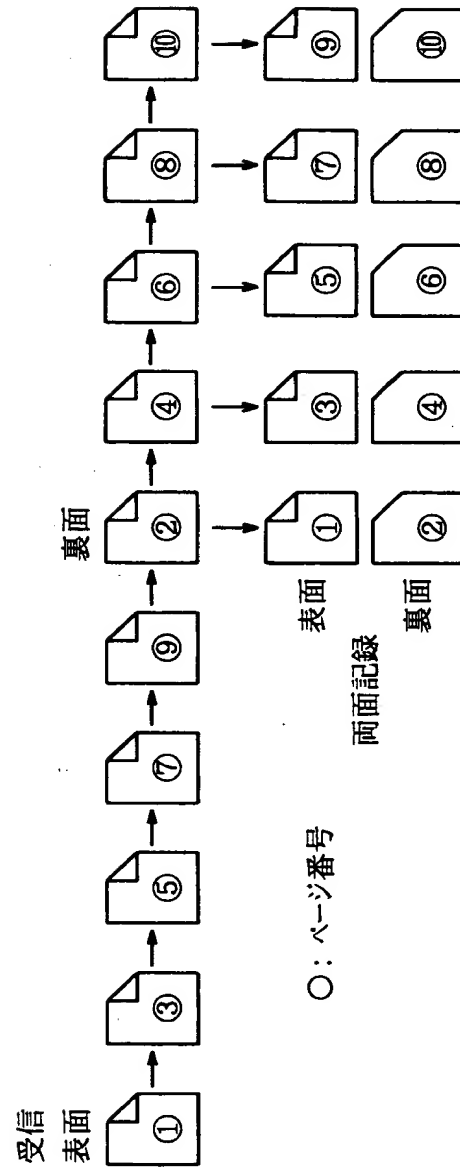 受信
表面
裏面
① ③ ⑤ ⑦ ⑨ ② ④ ⑥ ⑧ ⑩
表面
① ③ ⑤ ⑦ ⑨
両面記録
裏面
② ④ ⑥ ⑧ ⑩
○：ページ番号